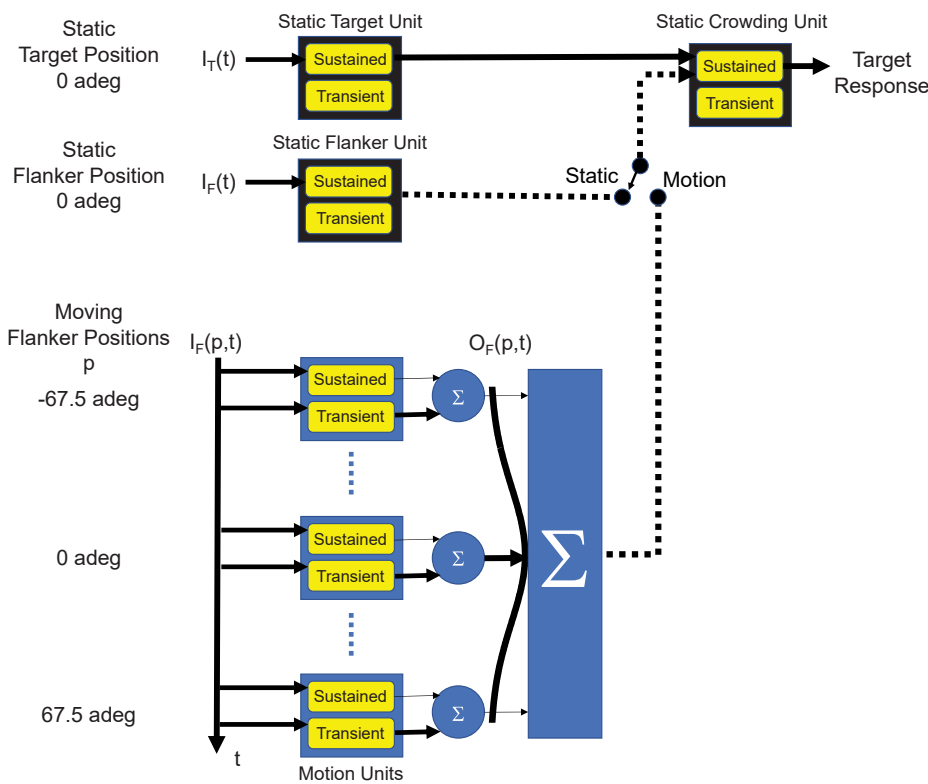 Static
Target Position
0 adeg
I_T(t)
Static Target Unit
Sustained
Transient
Static Crowding Unit
Sustained
Transient
Target
Response
Static
Flanker Position
0 adeg
I_F(t)
Static Flanker Unit
Sustained
Transient
Static
Motion
Moving
Flanker Positions
p
I_F(p,t)
O_F(p,t)
-67.5 adeg
Sustained
Transient
Σ
0 adeg
Sustained
Transient
Σ
Σ
67.5 adeg
Sustained
Transient
Σ
t
Motion Units